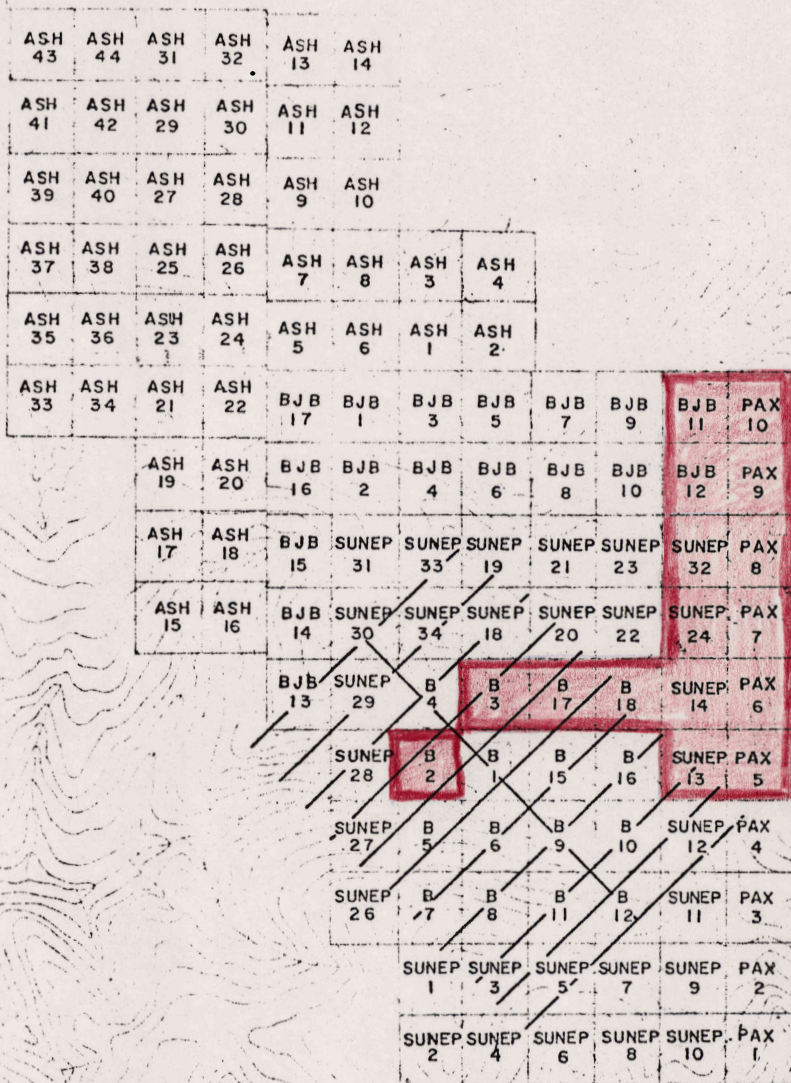 ASH ASH ASH ASH ASH ASH
43 44 31 32 13 14
ASH ASH ASH ASH ASH ASH
41 42 29 30 11 12
ASH ASH ASH ASH ASH ASH
39 40 27 28 9 10
ASH ASH ASH ASH ASH ASH ASH ASH
37 38 25 26 7 8 3 4
ASH ASH ASH ASH ASH ASH ASH ASH
35 36 23 24 5 6 1 2
ASH ASH ASH ASH BJB BJB BJB BJB BJB BJB BJB PAX
33 34 21 22 17 1 3 5 7 9 11 10
ASH ASH BJB BJB BJB BJB BJB BJB BJB PAX
19 20 16 2 4 6 8 10 12 9
ASH ASH BJB SUNEP SUNEP SUNEP SUNEP SUNEP SUNEP PAX
17 18 15 31 33 19 21 23 32 8
ASH ASH BJB SUNEP SUNEP SUNEP SUNEP SUNEP SUNEP PAX
15 16 14 30 34 18 20 22 24 7
BJB SUNEP B B B B SUNEP PAX
13 29 4 3 17 18 14 6
SUNEP B B B B SUNEP PAX
28 2 1 15 16 13 5
SUNEP B B B B SUNEP PAX
27 5 6 9 10 12 4
SUNEP B B B B SUNEP PAX
26 7 8 11 12 11 3
SUNEP SUNEP SUNEP SUNEP SUNEP PAX
1 3 5 7 9 2
SUNEP SUNEP SUNEP SUNEP SUNEP PAX
2 4 6 8 10 1